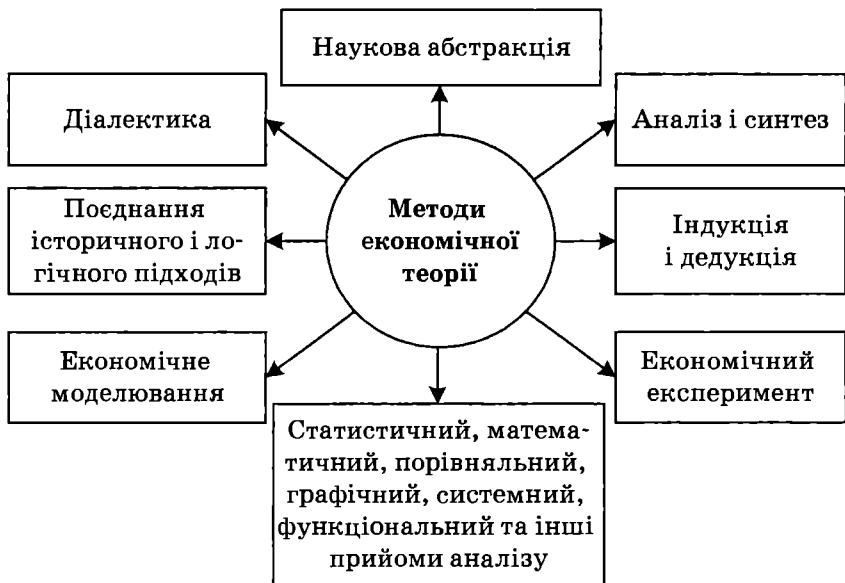 Наукова абстракція
Діалектика
Аналіз і синтез
Поєднання
історичного і ло-
гічного підходів
Методи
економічної
теорії
Індукція
і дедукція
Економічне
моделювання
Економічний
експеримент
Статистичний, матема-
тичний, порівняльний,
графічний, системний,
функціональний та інші
прийоми аналізу